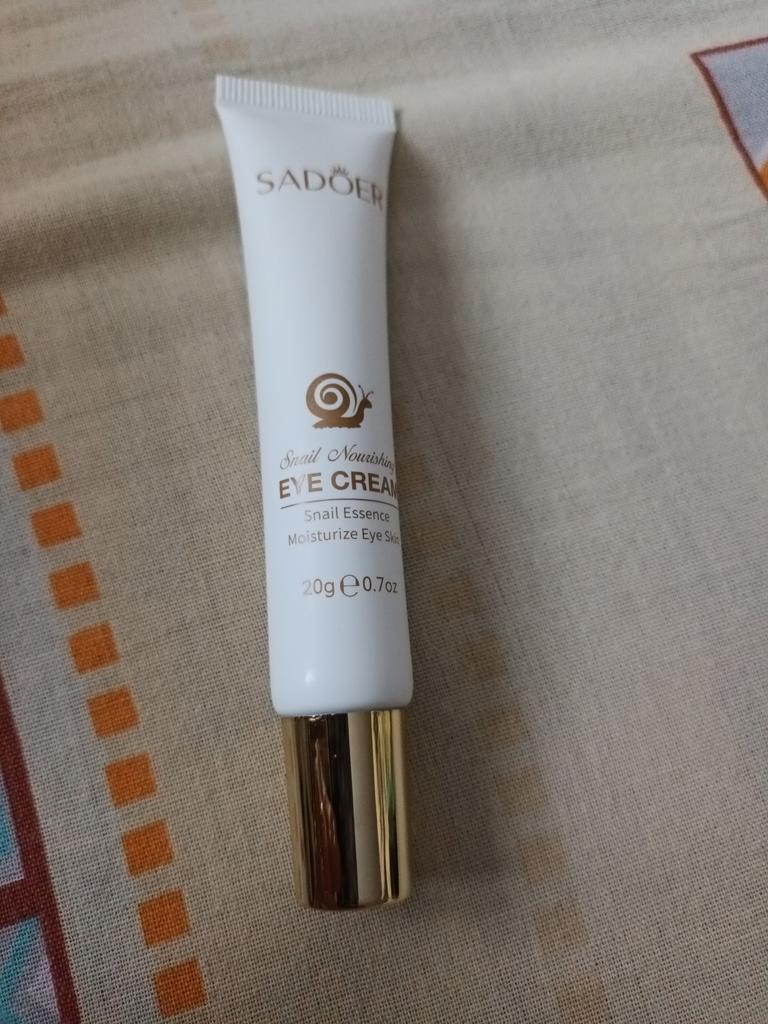 SADOER
Snail Nourishing
EYE CREAM
Snail Essence
Moisturize Eye Skin
20g ℮ 0.7oz